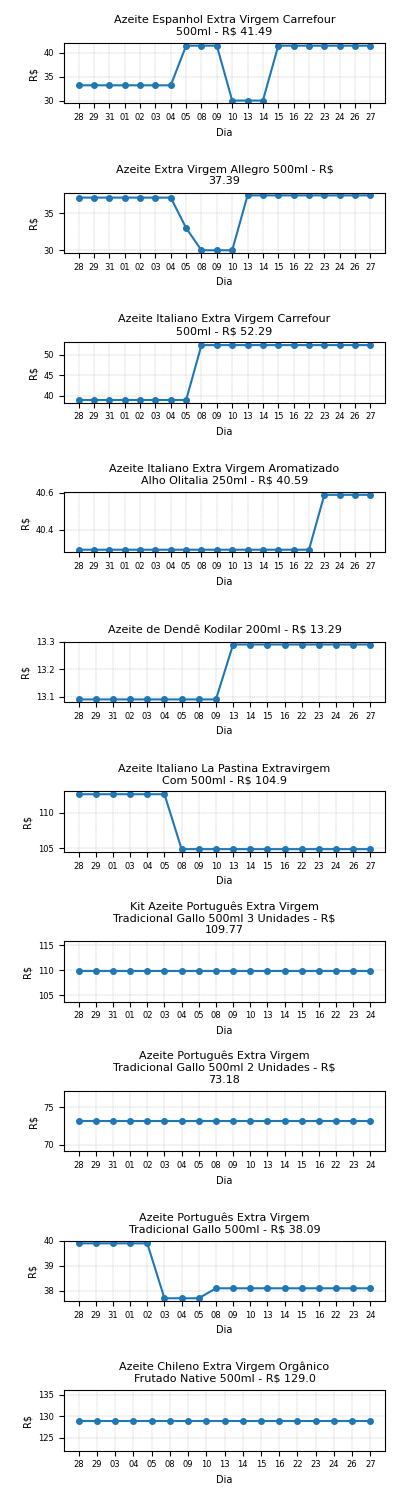 Azeite Espanhol Extra Virgem Carrefour
500ml - R$ 41.49
40
35
30
R$
28 29 31 01 02 03 04 05 08 09 10 13 14 15 16 22 23 24 26 27
Dia
Azeite Extra Virgem Allegro 500ml - R$
37.39
35
30
R$
28 29 31 01 02 03 04 05 08 09 10 13 14 15 16 22 23 24 26 27
Dia
Azeite Italiano Extra Virgem Carrefour
500ml - R$ 52.29
50
45
40
R$
28 29 31 01 02 03 04 05 08 09 10 13 14 15 16 22 23 24 26 27
Dia
Azeite Italiano Extra Virgem Aromatizado
Alho Olitalia 250ml - R$ 40.59
40.6
40.4
R$
28 29 31 01 02 03 04 05 08 09 10 13 14 15 16 22 23 24 26 27
Dia
Azeite de Dendê Kodilar 200ml - R$ 13.29
13.3
13.2
13.1
R$
28 29 31 02 03 04 05 08 09 13 14 15 16 22 23 24 26 27
Dia
Azeite Italiano La Pastina Extravirgem
Com 500ml - R$ 104.9
110
105
R$
28 29 31 01 02 03 04 05 08 09 10 13 14 15 16 22 23 27
Dia
Kit Azeite Português Extra Virgem
Tradicional Gallo 500ml 3 Unidades - R$
109.77
115
110
105
R$
28 29 31 01 02 03 04 05 08 09 10 13 14 15 16 22 23 24
Dia
Azeite Português Extra Virgem
Tradicional Gallo 500ml 2 Unidades - R$
73.18
75
70
R$
28 29 31 01 02 03 04 05 08 09 10 13 14 15 16 22 23 24
Dia
Azeite Português Extra Virgem
Tradicional Gallo 500ml - R$ 38.09
40
39
38
R$
28 29 31 01 02 03 04 05 08 09 10 13 14 15 16 22 23 24
Dia
Azeite Chileno Extra Virgem Orgânico
Frutado Native 500ml - R$ 129.0
135
130
125
R$
28 29 03 04 05 08 09 10 13 14 15 16 22 23 24 26 27
Dia